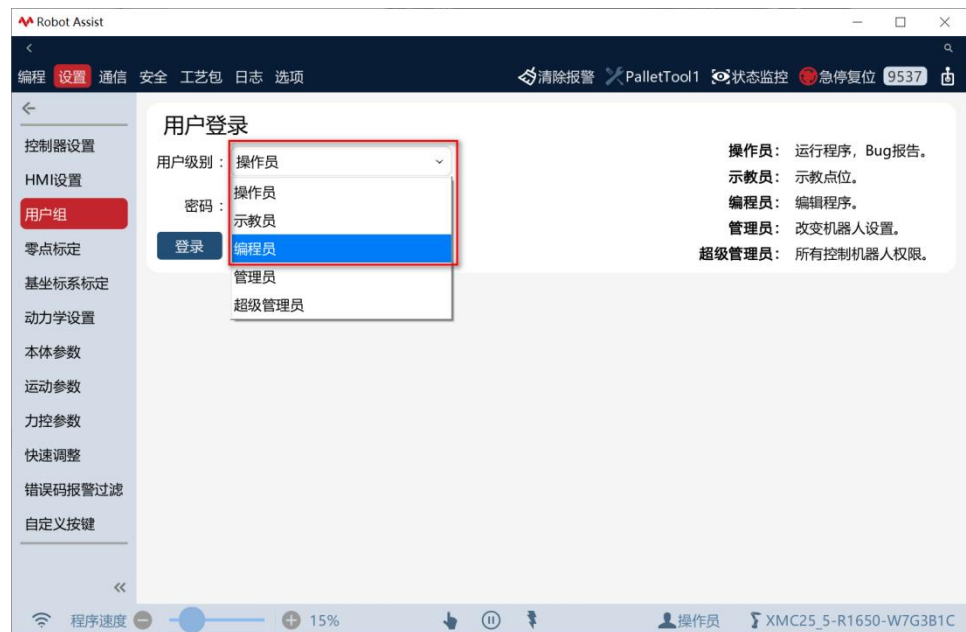 Robot Assist
编程 设置 通信 安全 工艺包 日志 选项 清除报警 PalletTool1 状态监控 急停复位 9537
控制器设置
HMI设置
用户组
零点标定
基坐标系标定
动力学设置
本体参数
运动参数
力控参数
快速调整
错误码报警过滤
自定义按键
用户登录
用户级别： 操作员
密码：
登录
操作员
示教员
编程员
管理员
超级管理员
操作员： 运行程序，Bug报告。
示教员： 示教点位。
编程员： 编辑程序。
管理员： 改变机器人设置。
超级管理员： 所有控制机器人权限。
程序速度 15% 操作员 XMC25_5-R1650-W7G3B1C